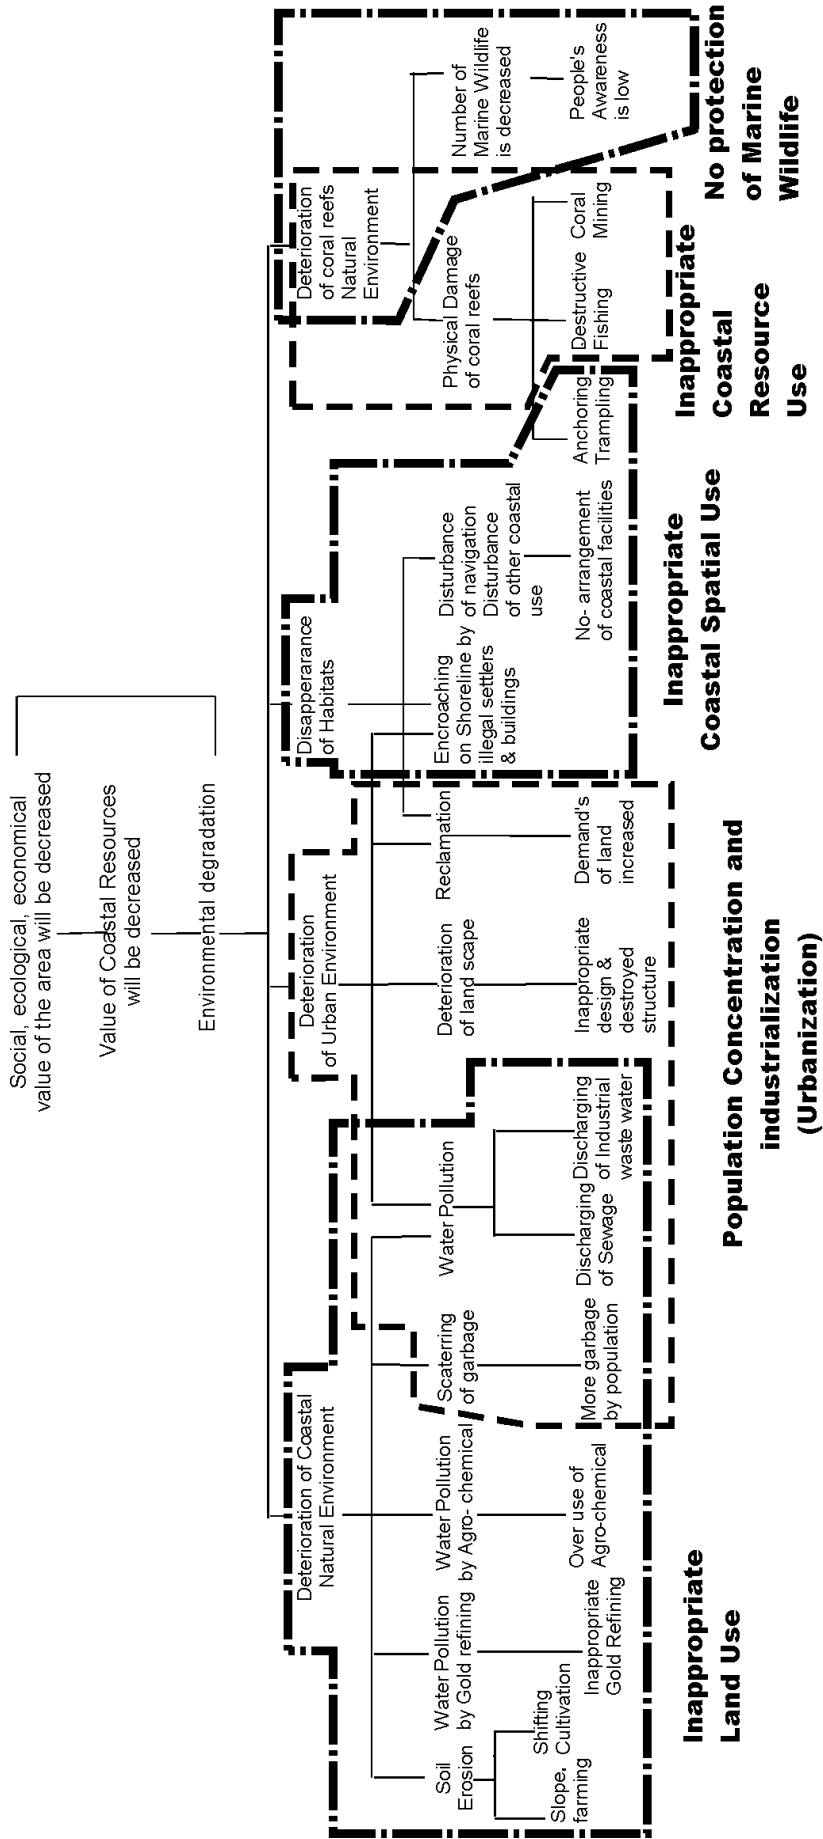 Social, ecological, economical
value of the area will be decreased
Value of Coastal Resources
will be decreased
Environmental degradation
Deterioration of Coastal
Natural Environment
Deterioration
of Urban Environment
Disapperarance
of Habitats
Deterioration
of coral reefs
Natural
Environment
Soil
Erosion
Water Pollution
by Gold refining
Water Pollution
by Agro- chemical
Scaterring
of garbage
Water Pollution
Deterioration
of land scape
Reclamation
Encroaching
on Shoreline by
illegal settlers
& buildings
Disturbance
of navigation
Disturbance
of other coastal
use
Physical Damage
of coral reefs
Number of
Marine Wildlife
is decreased
Slope.
farming
Shifting
Cultivation
Inappropriate
Gold Refining
Over use of
Agro-chemical
More garbage
by population
Discharging
of Sewage
Discharging
of Industrial
waste water
Inappropriate
design &
destroyed
structure
Demand's
of land
increased
No- arrangement
of coastal facilities
Anchoring
Trampling
Destructive
Fishing
Coral
Mining
People's
Awareness
is low
Inappropriate
Land Use
Population Concentration and
industrialization
(Urbanization)
Inappropriate
Coastal Spatial Use
Inappropriate
Coastal
Resource
Use
No protection
of Marine
Wildlife